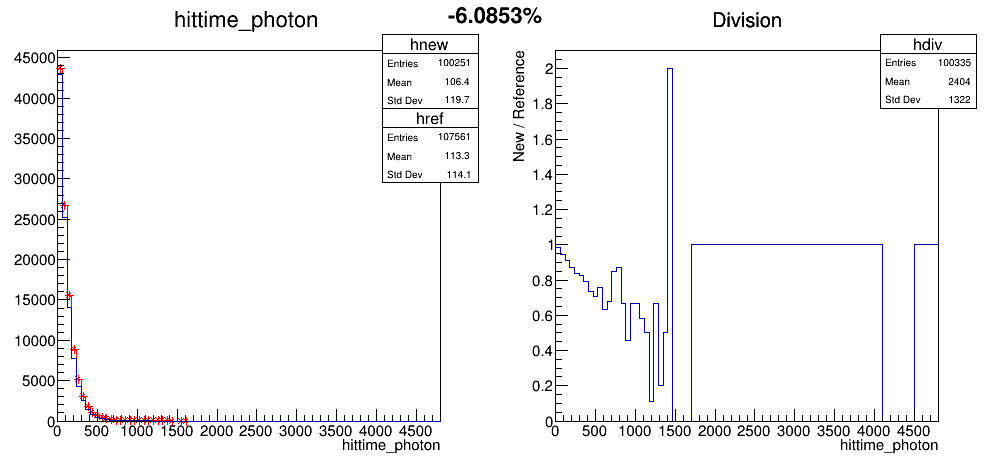 -6.0853%
hittime_photon
hnew
Entries 100251
Mean 106.4
Std Dev 119.7
href
Entries 107561
Mean 113.3
Std Dev 114.1
45000
40000
35000
30000
25000
20000
15000
10000
5000
0
0 500 1000 1500 2000 2500 3000 3500 4000 4500
hittime_photon
Division
hdiv
Entries 100335
Mean 2404
Std Dev 1322
New / Reference
2
1.8
1.6
1.4
1.2
1
0.8
0.6
0.4
0.2
0
0 500 1000 1500 2000 2500 3000 3500 4000 4500
hittime_photon